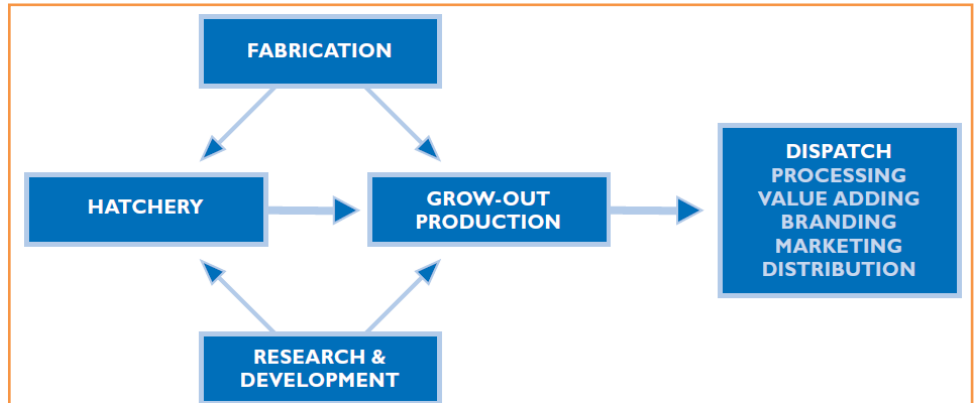 FABRICATION
HATCHERY
GROW-OUT
PRODUCTION
DISPATCH
PROCESSING
VALUE ADDING
BRANDING
MARKETING
DISTRIBUTION
RESEARCH &
DEVELOPMENT